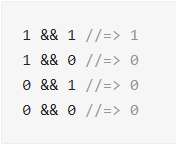 1 && 1 //=> 1
1 && 0 //=> 0
0 && 1 //=> 0
0 && 0 //=> 0